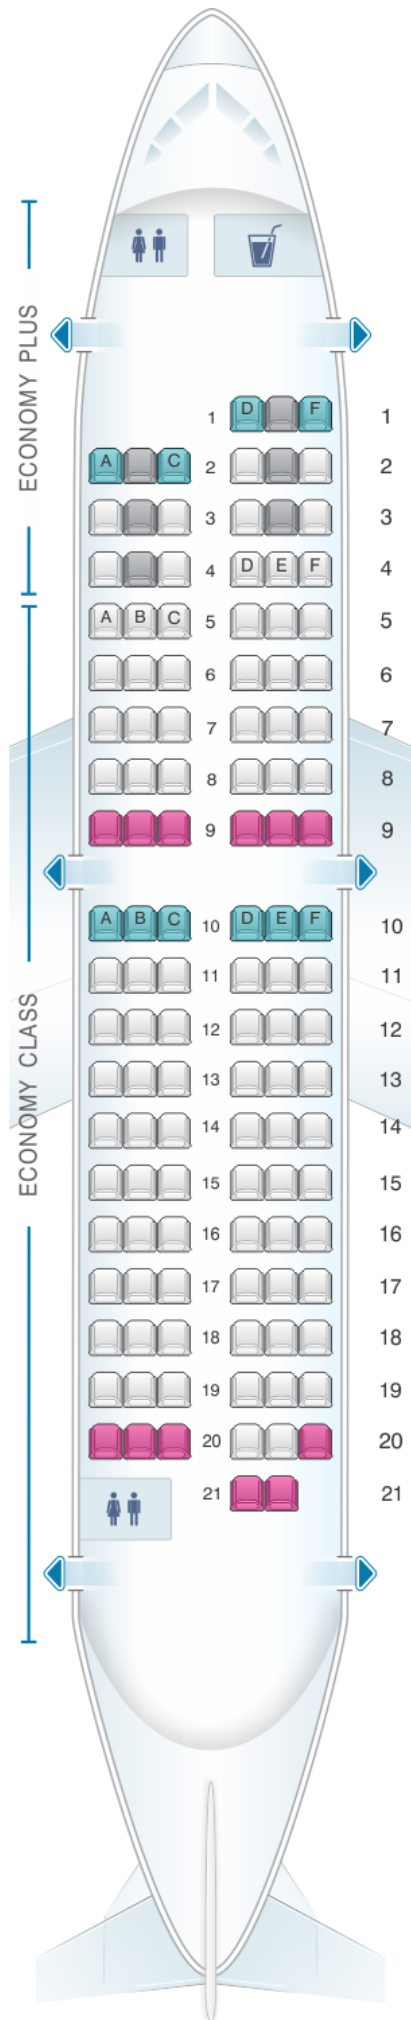 ECONOMY PLUS
D F
1 1
A C
2 2
3 3
4 D E F 4
A B C 5 5
6 6
7 7
8 8
9 9
A B C D E F
10 10
11 11
12 12
13 13
14 14
15 15
16 16
17 17
18 18
19 19
20 20
21 21
ECONOMY CLASS